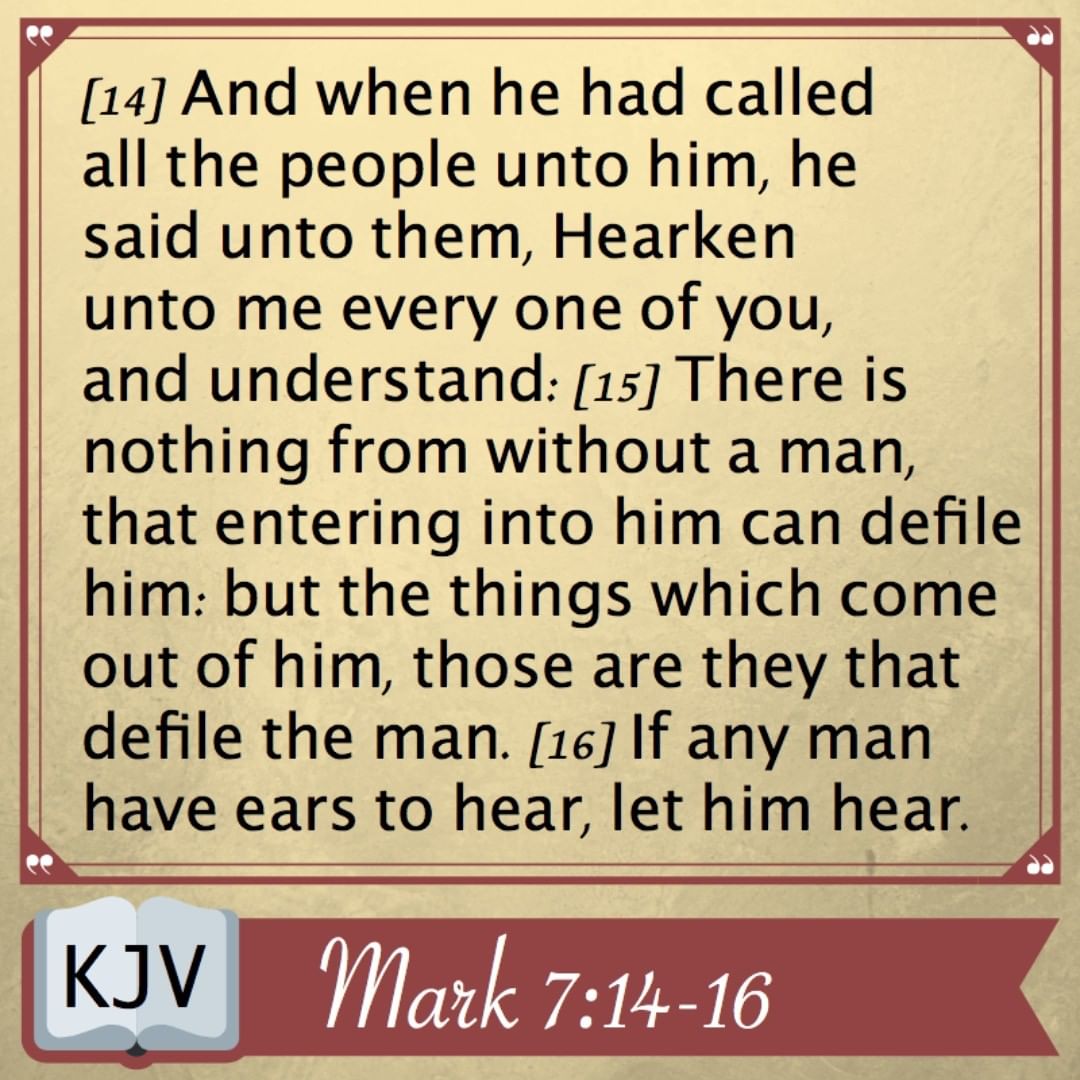 [14] And when he had called
all the people unto him, he
said unto them, Hearken
unto me every one of you,
and understand: [15] There is
nothing from without a man,
that entering into him can defile
him: but the things which come
out of him, those are they that
defile the man. [16] If any man
have ears to hear, let him hear.
KJV
Mark 7:14-16